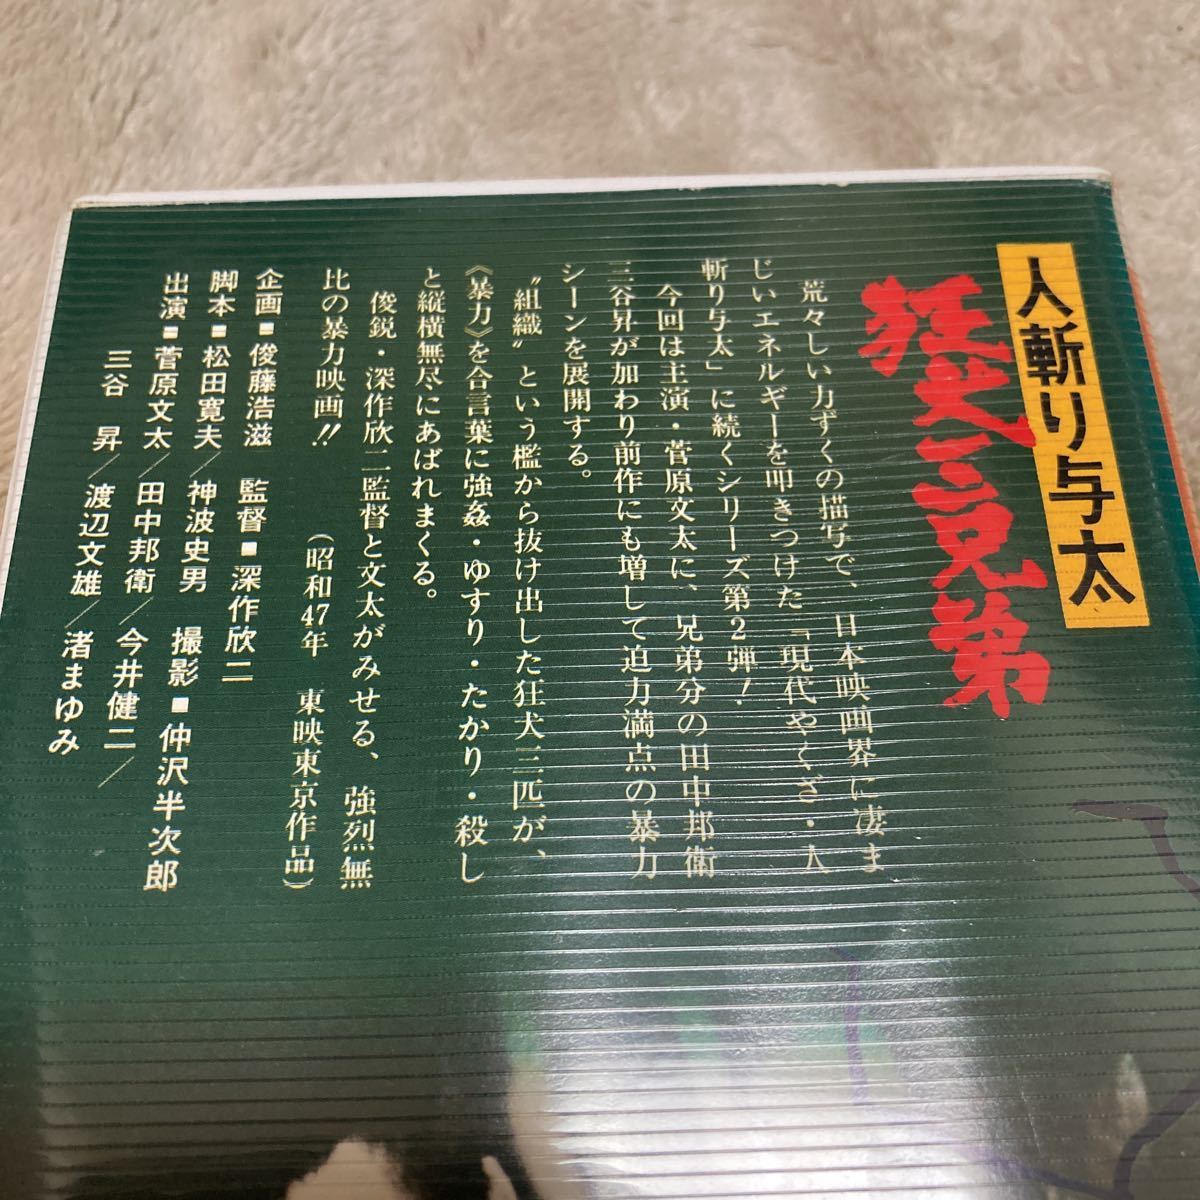 人斬り与太
狂犬三兄弟
荒々しい力ずくの描写で、日本映画界に凄ま
じいエネルギーを叩きつけた「現代やくざ・人
斬り与太」に続くシリーズ第2弾！
今回は主演・菅原文太に、兄弟分の田中邦衛
三谷昇が加わり前作にも増して迫力満点の暴力
シーンを展開する。
〝組織〟という檻から抜け出した狂犬三匹が、
《暴力》を合言葉に強姦・ゆすり・たかり・殺し
と縦横無尽にあばれまくる。
俊鋭・深作欣二監督と文太がみせる、強烈無
比の暴力映画!!
（昭和47年　東映東京作品）
企画■俊藤浩滋　監督■深作欣二
脚本■松田寛夫／神波史男　撮影■仲沢半次郎
出演■菅原文太／田中邦衛／今井健二／
三谷　昇／渡辺文雄／渚まゆみ